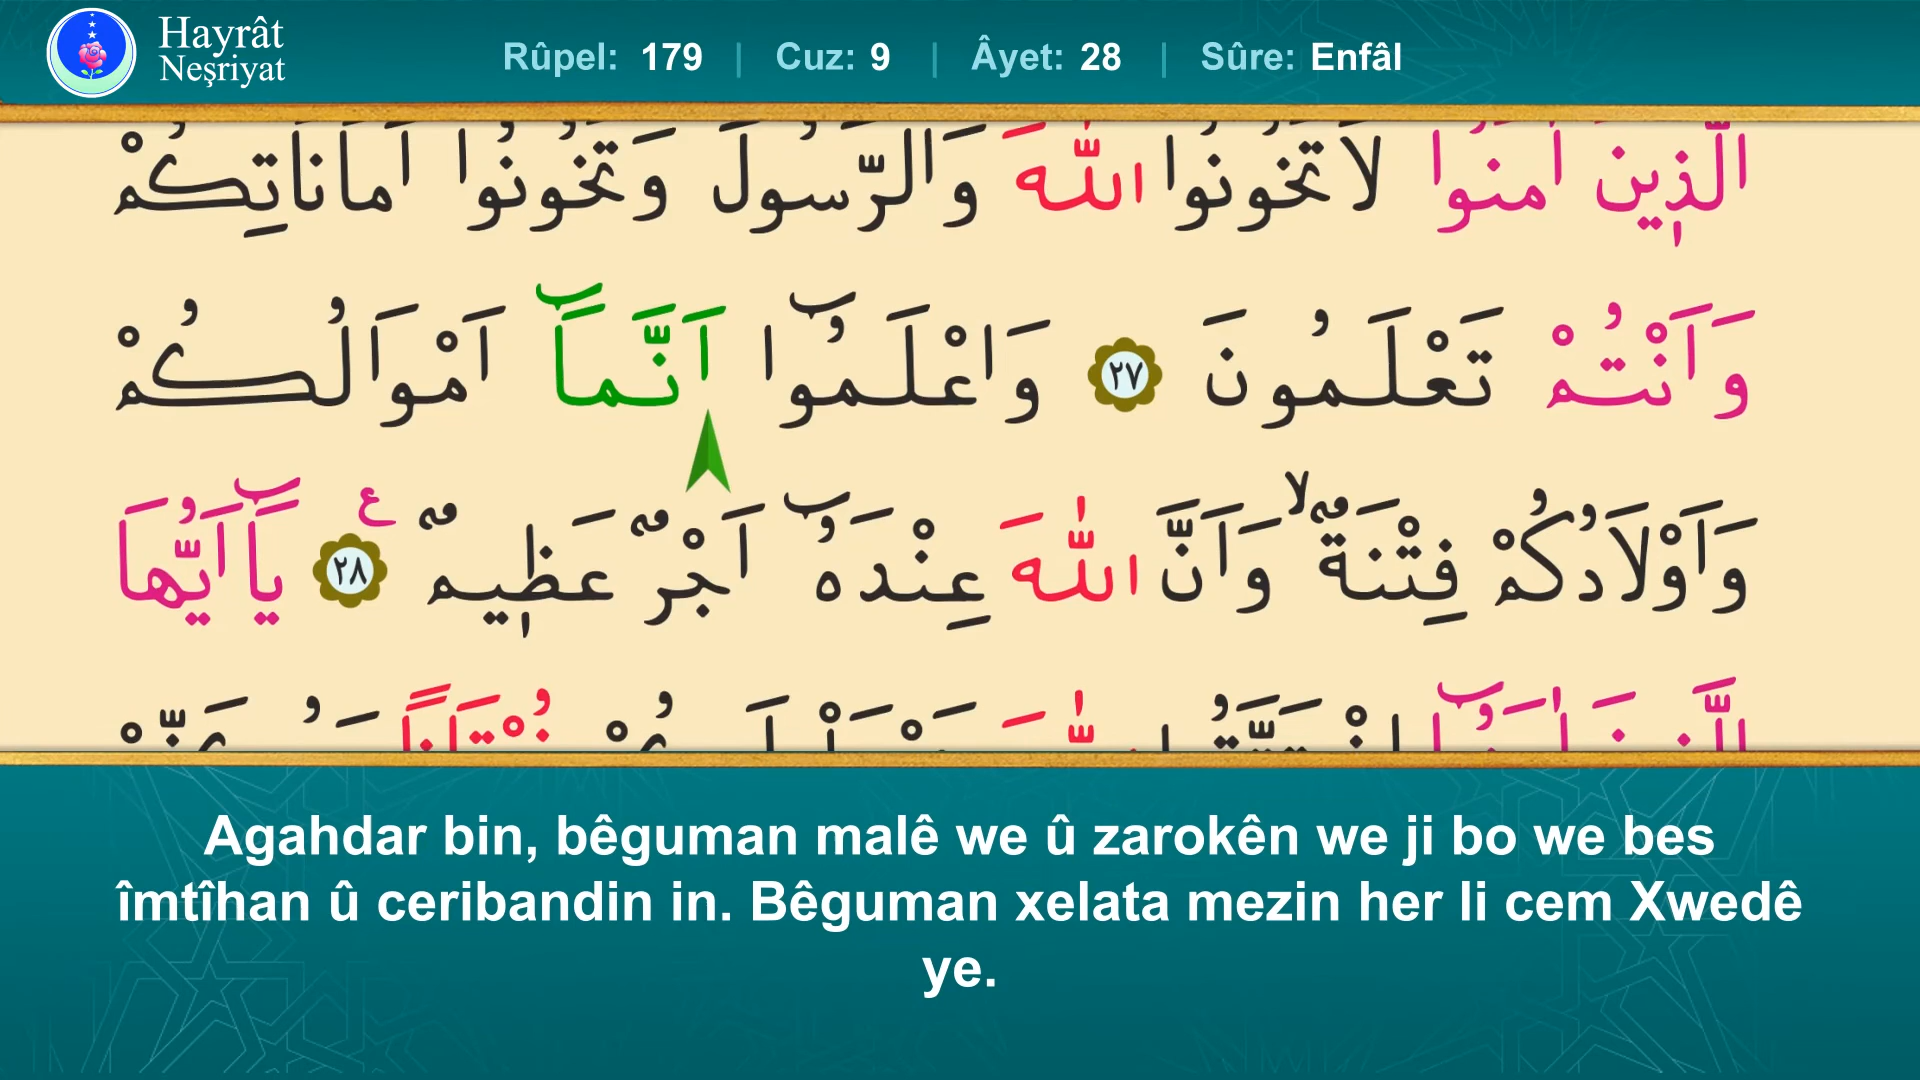 Hayrât
Neşriyat
Rûpel: 179 | Cuz: 9 | Âyet: 28 | Sûre: Enfâl
الَّذ۪ينَ اٰمَنُوا لَا تَخُونُوا اللّٰهَ وَالرَّسُولَ وَتَخُونُوا اَمَانَاتِكُمْ
وَاَنْتُمْ تَعْلَمُونَ ٢٧ وَاعْلَمُٓوا اَنَّمَٓا اَمْوَالُكُمْ
وَاَوْلَادُكُمْ فِتْنَةٌۙ وَاَنَّ اللّٰهَ عِنْدَهُٓ اَجْرٌ عَظ۪يمٌ ع ٢٨ يَٓا اَيُّهَا
Agahdar bin, bêguman malê we û zarokên we ji bo we bes
îmtîhan û ceribandin in. Bêguman xelata mezin her li cem Xwedê
ye.